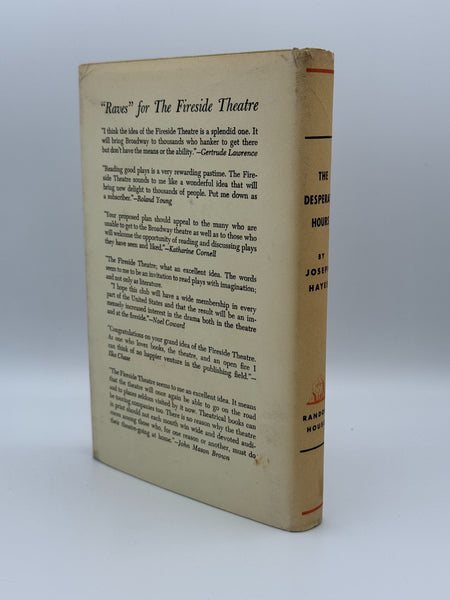 "Raves" for The Fireside Theatre
"I think the idea of the Fireside Theatre is a splendid one. It
will bring Broadway to thousands who hanker to get there
but don't have the means or the ability."—Gertrude Lawrence
"Reading good plays is a very rewarding pastime. The Fire-
side Theatre sounds to me like a wonderful idea that will
bring new delight to thousands of people. Put me down as
a subscriber."—Roland Young
"Your proposed plan should appeal to the many who are
unable to get to the Broadway theatre as well as to those who
will welcome the opportunity of reading and discussing plays
they have seen and liked."—Katharine Cornell
"The Fireside Theatre; what an excellent idea. The words
seem to me to be an invitation to read plays with imagination;
and not only as literature.
"I hope this club will have a wide membership in every
part of the United States and that the result will be an im-
mensely increased interest in the drama both in the theatre
and at the fireside."—Noel Coward
"Congratulations on your grand idea of the Fireside Theatre.
As one who loves books, the theatre, and an open fire I
can think of no happier venture in the publishing field."—
Ilka Chase
"The Fireside Theatre seems to me an excellent idea. It means
that the theatre will once again be able to go on the road
and to places seldom visited by it now. Theatrical books can
be touring companies too. There is no reason why the theatre
in print should not each month win wide and devoted audi-
ences among those who, for one reason or another, must do
their theatre-going at home."—John Mason Brown
THE
DESPERA
HOURS
BY
JOSEPH
HAYES
RANDOM
HOUSE